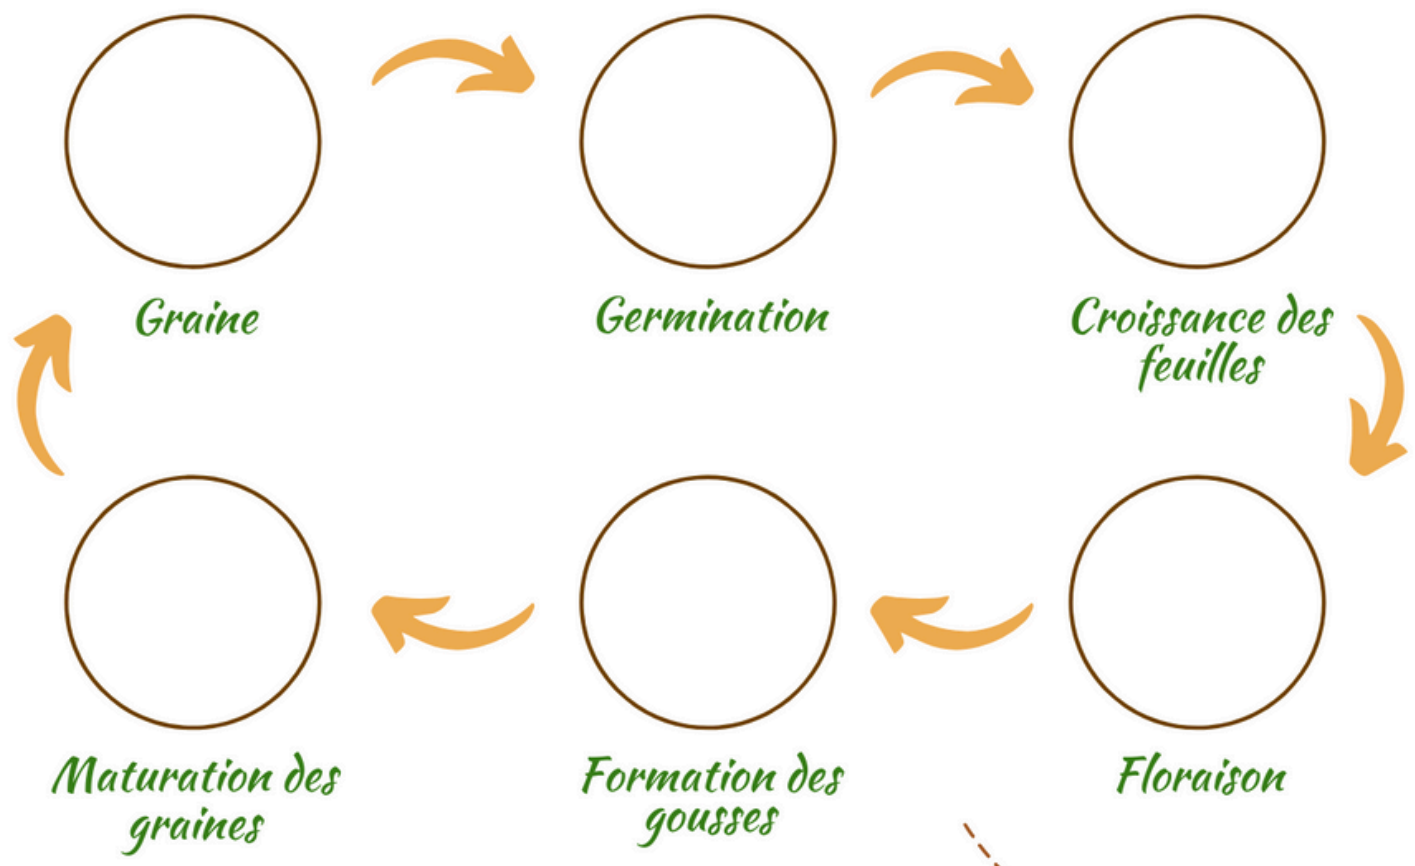 Graine
Germination
Croissance des
feuilles
Maturation des
graines
Formation des
gousses
Floraison